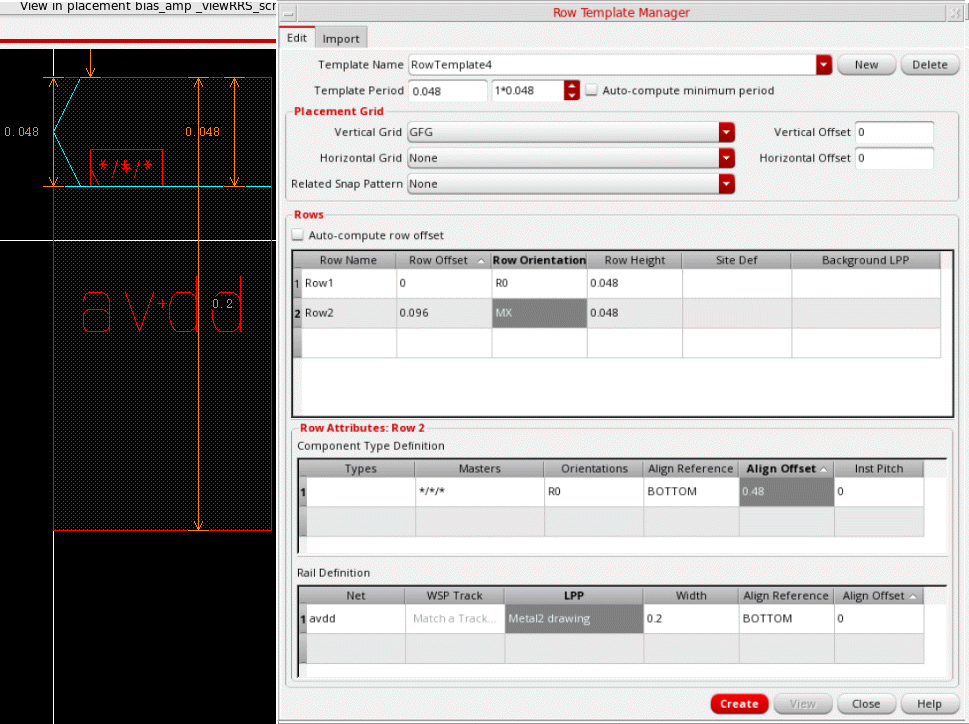 View in placement bias_amp _viewRRS_scr
0.048
0.048
*/*/*
av+dd
0.2
Row Template Manager
Edit
Import
Template Name RowTemplate4 New Delete
Template Period 0.048 1*0.048 Auto-compute minimum period
Placement Grid
Vertical Grid GFG Vertical Offset 0
Horizontal Grid None Horizontal Offset 0
Related Snap Pattern None
Rows
Auto-compute row offset
Row Name Row Offset Row Orientation Row Height Site Def Background LPP
1 Row1 0 R0 0.048
2 Row2 0.096 MX 0.048
Row Attributes: Row 2
Component Type Definition
Types Masters Orientations Align Reference Align Offset Inst Pitch
1 */*/* R0 BOTTOM 0.48 0
Rail Definition
Net WSP Track LPP Width Align Reference Align Offset
1 avdd Match a Track... Metal2 drawing 0.2 BOTTOM 0
Create View Close Help